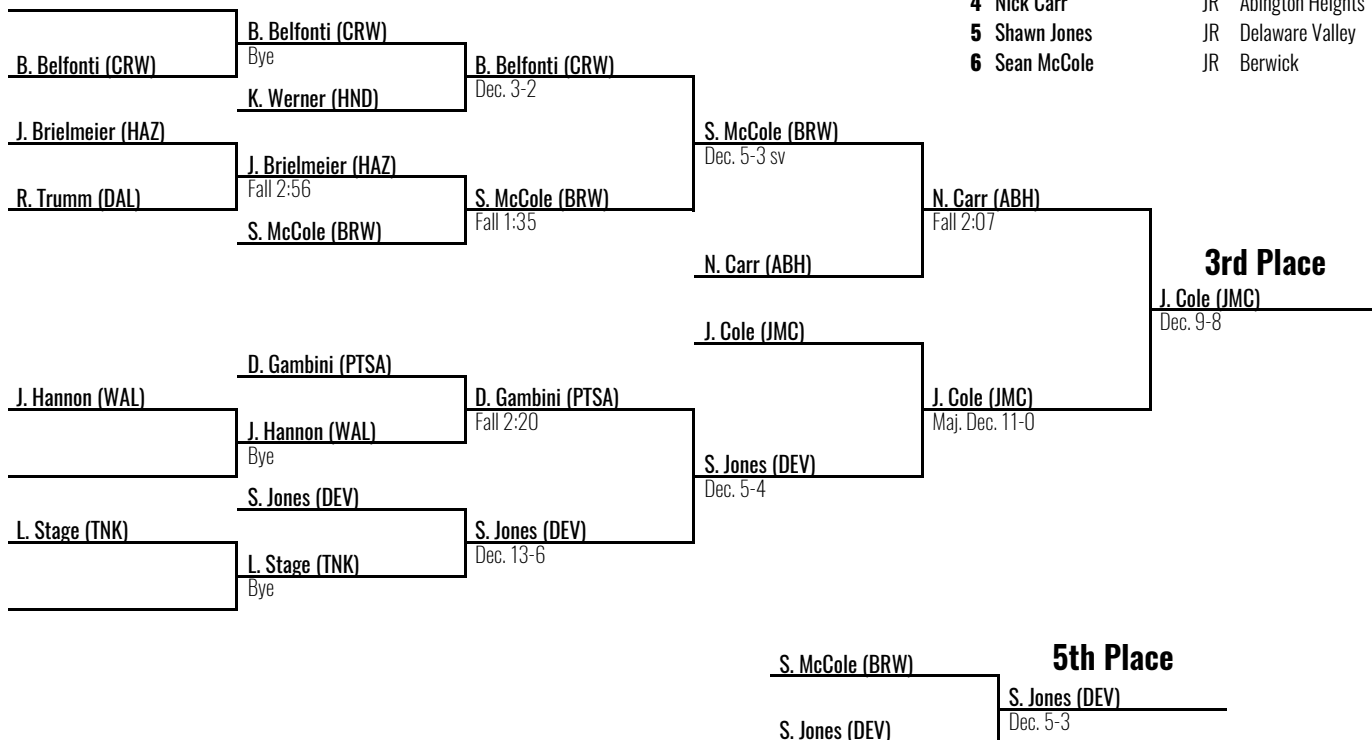 4 Nick Carr JR Abington Heights
5 Shawn Jones JR Delaware Valley
6 Sean McCole JR Berwick
B. Belfonti (CRW)
B. Belfonti (CRW)
Bye
K. Werner (HND)
B. Belfonti (CRW)
Dec. 3-2
J. Brielmeier (HAZ)
R. Trumm (DAL)
J. Brielmeier (HAZ)
Fall 2:56
S. McCole (BRW)
S. McCole (BRW)
Fall 1:35
S. McCole (BRW)
Dec. 5-3 sv
N. Carr (ABH)
N. Carr (ABH)
Fall 2:07
3rd Place
J. Cole (JMC)
Dec. 9-8
J. Cole (JMC)
J. Cole (JMC)
Maj. Dec. 11-0
D. Gambini (PTSA)
J. Hannon (WAL)
J. Hannon (WAL)
Bye
D. Gambini (PTSA)
Fall 2:20
S. Jones (DEV)
Dec. 5-4
S. Jones (DEV)
L. Stage (TNK)
L. Stage (TNK)
Bye
S. Jones (DEV)
Dec. 13-6
5th Place
S. McCole (BRW)
S. Jones (DEV)
Dec. 5-3
S. Jones (DEV)